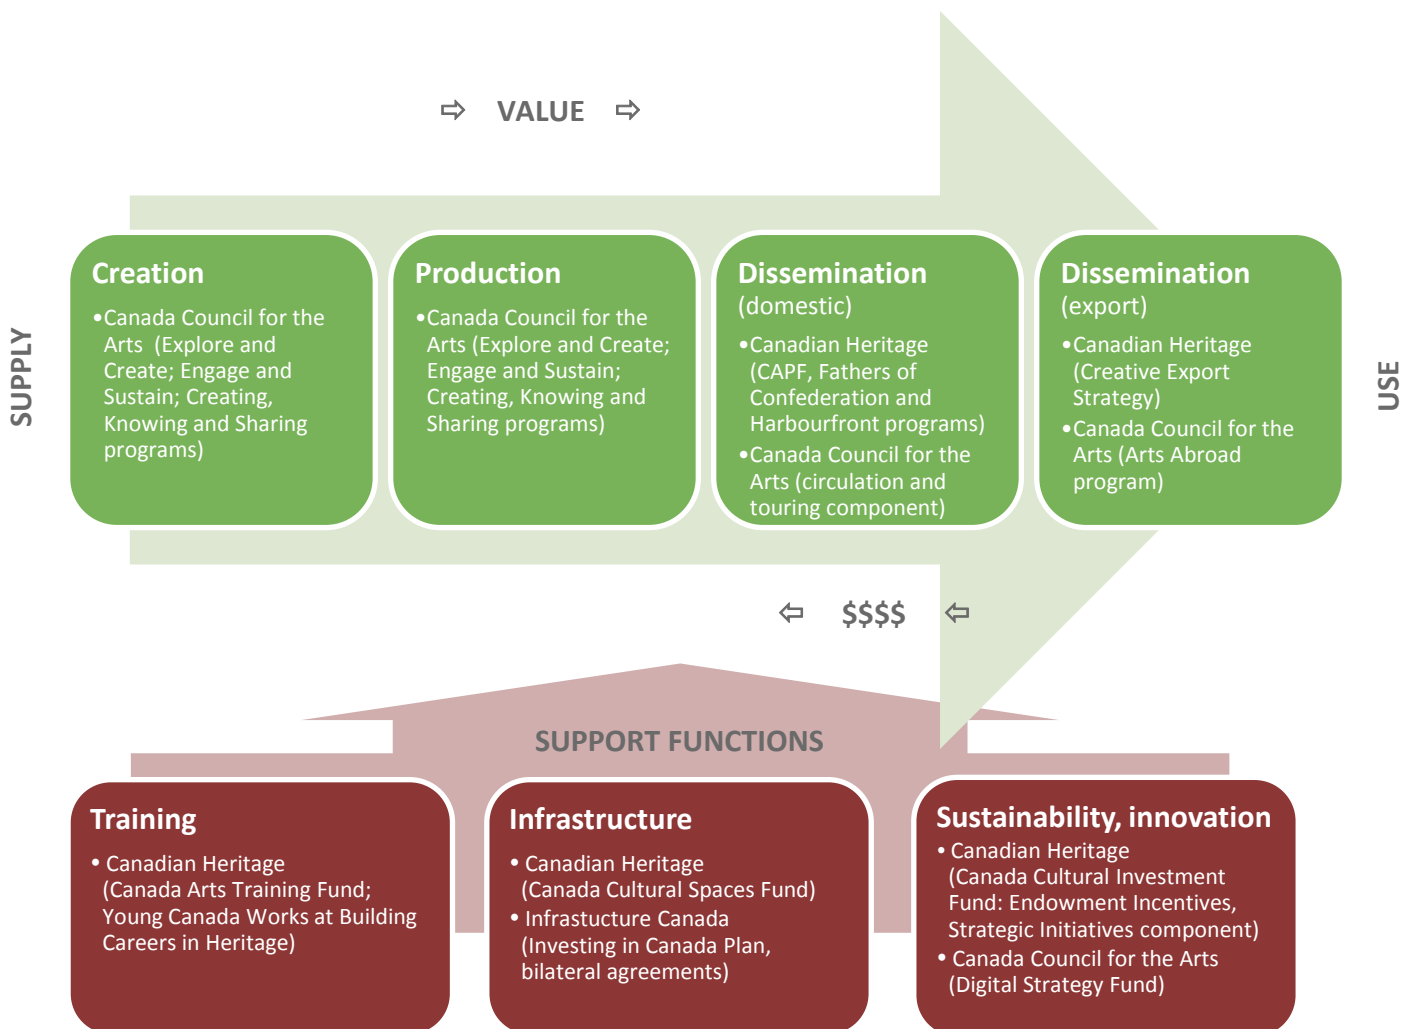 ⇨ VALUE ⇨
SUPPLY
Creation
•Canada Council for the
Arts (Explore and
Create; Engage and
Sustain; Creating,
Knowing and Sharing
programs)
Production
•Canada Council for the
Arts (Explore and Create;
Engage and Sustain;
Creating, Knowing and
Sharing programs)
Dissemination
(domestic)
•Canadian Heritage
(CAPF, Fathers of
Confederation and
Harbourfront programs)
•Canada Council for the
Arts (circulation and
touring component)
Dissemination
(export)
•Canadian Heritage
(Creative Export
Strategy)
•Canada Council for the
Arts (Arts Abroad
program)
USE
⇦ $$$$ ⇦
SUPPORT FUNCTIONS
Training
• Canadian Heritage
(Canada Arts Training Fund;
Young Canada Works at Building
Careers in Heritage)
Infrastructure
• Canadian Heritage
(Canada Cultural Spaces Fund)
• Infrastucture Canada
(Investing in Canada Plan,
bilateral agreements)
Sustainability, innovation
• Canadian Heritage
(Canada Cultural Investment
Fund: Endowment Incentives,
Strategic Initiatives component)
• Canada Council for the Arts
(Digital Strategy Fund)